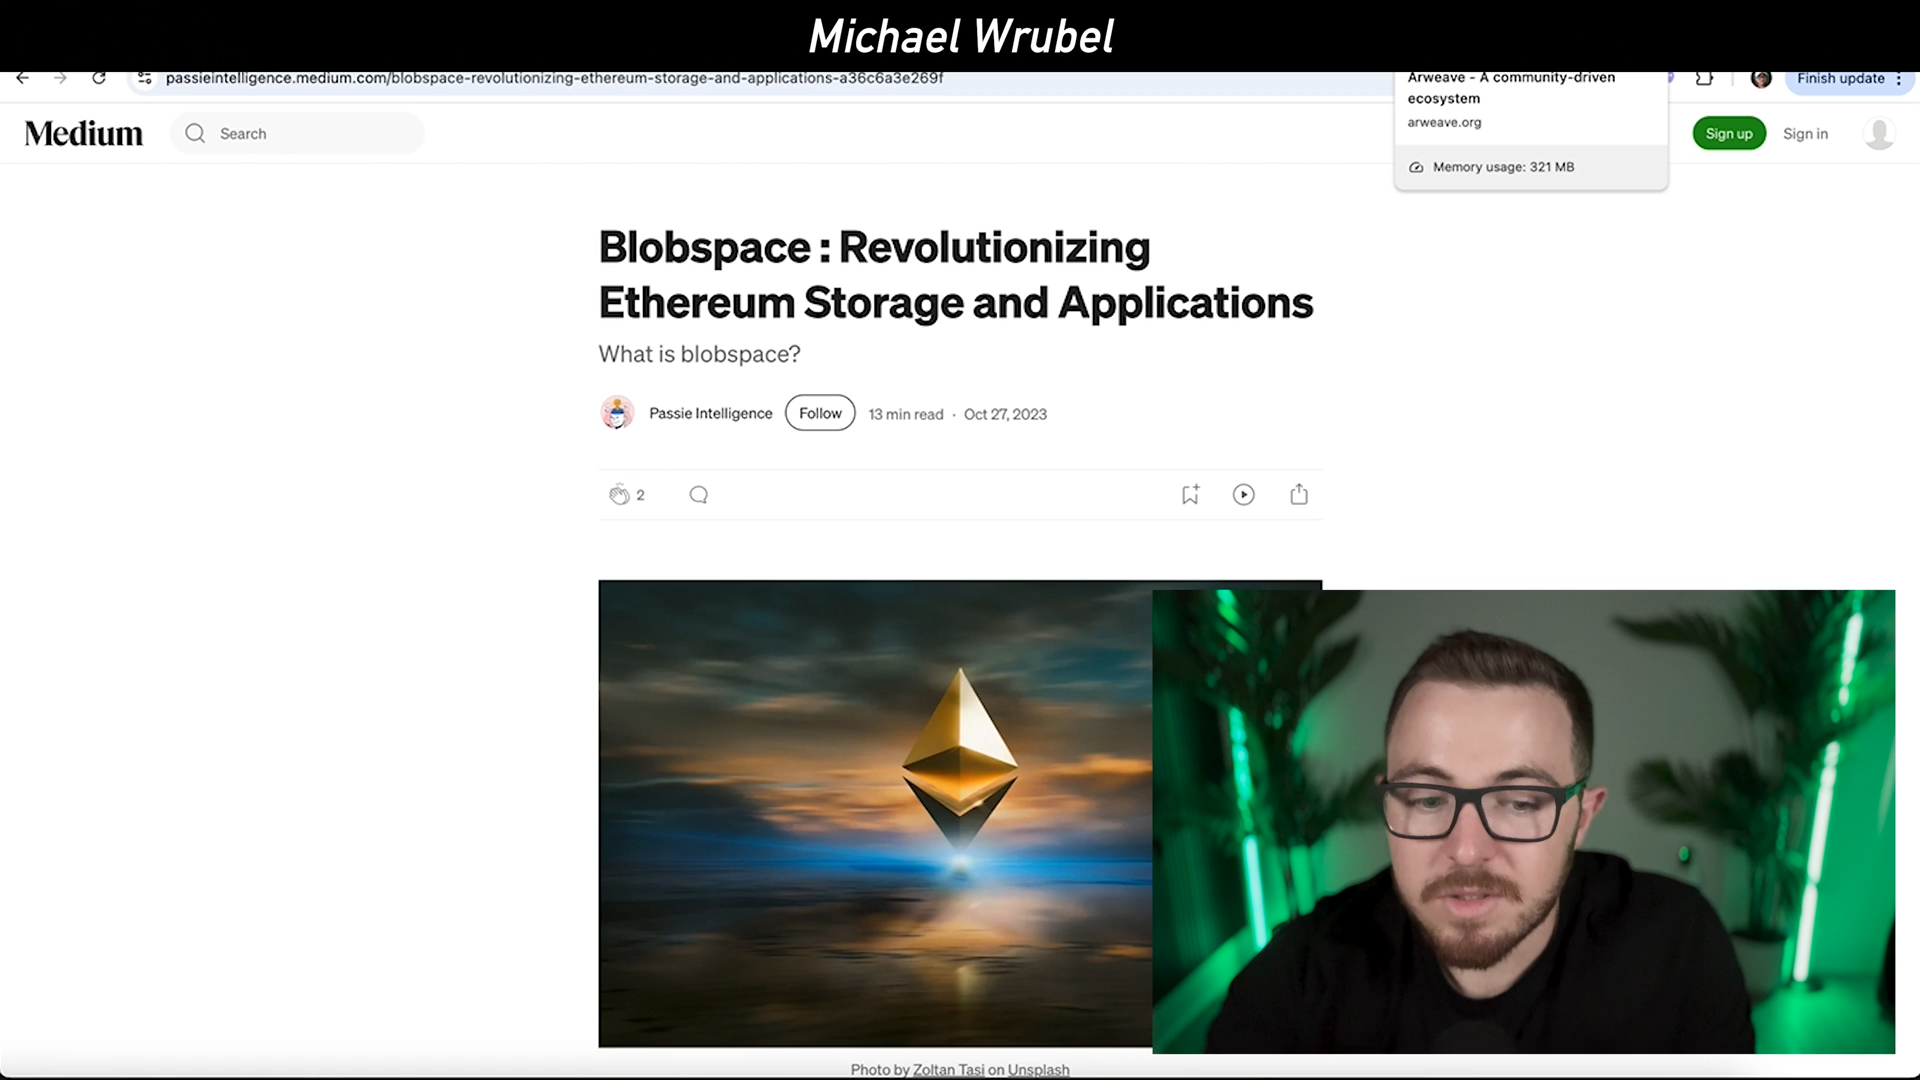 Michael Wrubel
passieintelligence.medium.com/blobspace-revolutionizing-ethereum-storage-and-applications-a36c6a3e269f
Finish update
Arweave - A community-driven
ecosystem
arweave.org
Memory usage: 321 MB
Medium
Search
Sign up
Sign in
Blobspace : Revolutionizing
Ethereum Storage and Applications
What is blobspace?
Passie Intelligence
Follow
13 min read · Oct 27, 2023
2
Photo by Zoltan Tasi on Unsplash